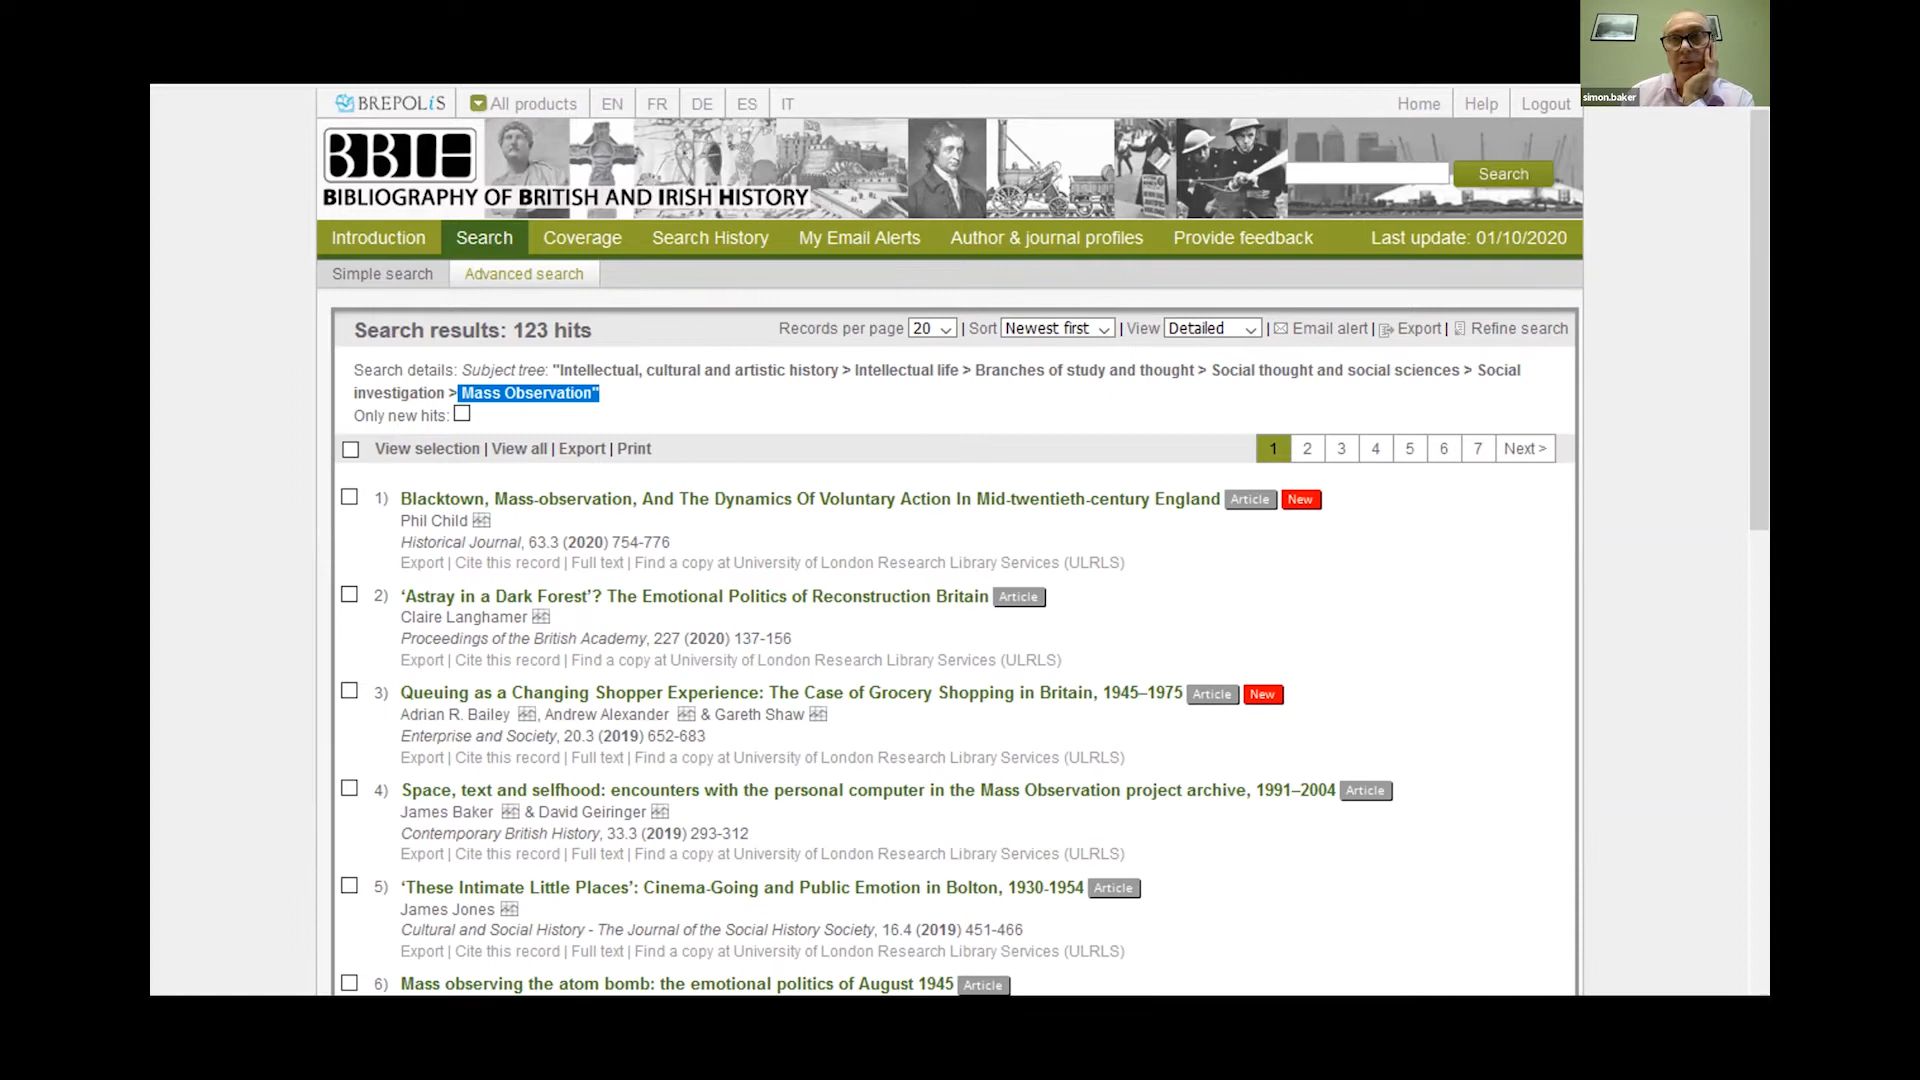 simon.baker
BREPOLiS All products EN FR DE ES IT Home Help Logout
BBIH
BIBLIOGRAPHY OF BRITISH AND IRISH HISTORY
Search
Introduction Search Coverage Search History My Email Alerts Author & journal profiles Provide feedback Last update: 01/10/2020
Simple search Advanced search
Search results: 123 hits Records per page 20 | Sort Newest first | View Detailed | Email alert | Export | Refine search
Search details: Subject tree: "Intellectual, cultural and artistic history > Intellectual life > Branches of study and thought > Social thought and social sciences > Social
investigation > Mass Observation"
Only new hits:
View selection | View all | Export | Print 1 2 3 4 5 6 7 Next >
1) Blacktown, Mass-observation, And The Dynamics Of Voluntary Action In Mid-twentieth-century England Article New
Phil Child
Historical Journal, 63.3 (2020) 754-776
Export | Cite this record | Full text | Find a copy at University of London Research Library Services (ULRLS)
2) ‘Astray in a Dark Forest’? The Emotional Politics of Reconstruction Britain Article
Claire Langhamer
Proceedings of the British Academy, 227 (2020) 137-156
Export | Cite this record | Find a copy at University of London Research Library Services (ULRLS)
3) Queuing as a Changing Shopper Experience: The Case of Grocery Shopping in Britain, 1945–1975 Article New
Adrian R. Bailey , Andrew Alexander & Gareth Shaw
Enterprise and Society, 20.3 (2019) 652-683
Export | Cite this record | Full text | Find a copy at University of London Research Library Services (ULRLS)
4) Space, text and selfhood: encounters with the personal computer in the Mass Observation project archive, 1991–2004 Article
James Baker & David Geiringer
Contemporary British History, 33.3 (2019) 293-312
Export | Cite this record | Full text | Find a copy at University of London Research Library Services (ULRLS)
5) ‘These Intimate Little Places’: Cinema-Going and Public Emotion in Bolton, 1930-1954 Article
James Jones
Cultural and Social History - The Journal of the Social History Society, 16.4 (2019) 451-466
Export | Cite this record | Full text | Find a copy at University of London Research Library Services (ULRLS)
6) Mass observing the atom bomb: the emotional politics of August 1945 Article